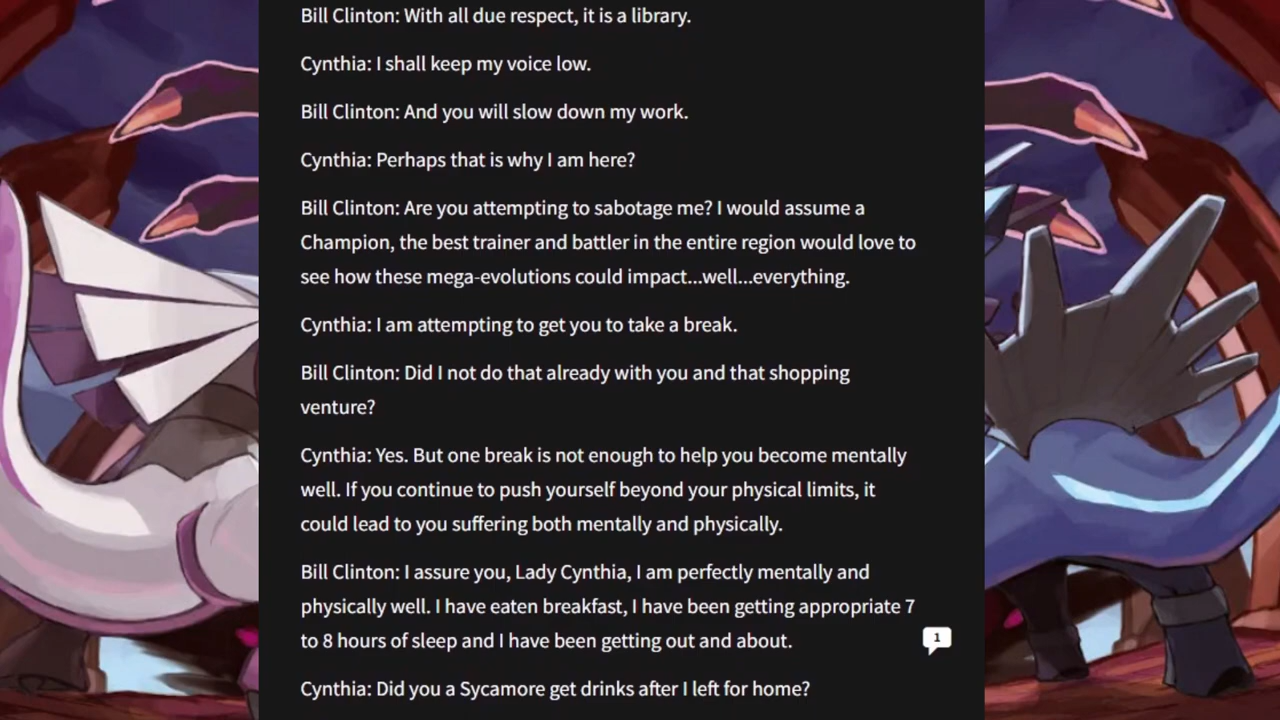 Bill Clinton: With all due respect, it is a library.
Cynthia: I shall keep my voice low.
Bill Clinton: And you will slow down my work.
Cynthia: Perhaps that is why I am here?
Bill Clinton: Are you attempting to sabotage me? I would assume a
Champion, the best trainer and battler in the entire region would love to
see how these mega-evolutions could impact...well...everything.
Cynthia: I am attempting to get you to take a break.
Bill Clinton: Did I not do that already with you and that shopping
venture?
Cynthia: Yes. But one break is not enough to help you become mentally
well. If you continue to push yourself beyond your physical limits, it
could lead to you suffering both mentally and physically.
Bill Clinton: I assure you, Lady Cynthia, I am perfectly mentally and
physically well. I have eaten breakfast, I have been getting appropriate 7
to 8 hours of sleep and I have been getting out and about.
1
Cynthia: Did you a Sycamore get drinks after I left for home?